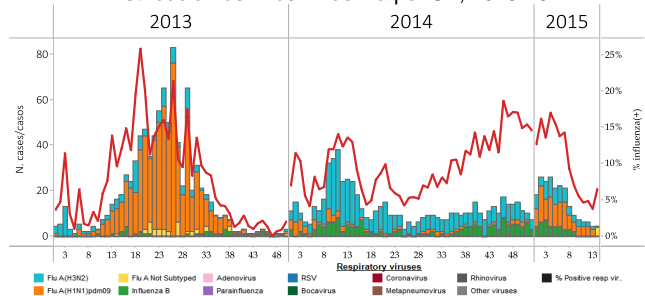 2013 2014 2015
80 25%
60 20%
15%
40 10%
20 5%
0 0%
N. cases/casos
% influenza(+)
3 8 13 18 23 28 33 38 43 48 3 8 13 18 23 28 33 38 43 48 3 8 13
Respiratory viruses
Flu A(H3N2) Flu A Not Subtyped Adenovirus RSV Coronavirus Rhinovirus % Positive resp vir..
Flu A(H1N1)pdm09 Influenza B Parainfluenza Bocavirus Metapneumovirus Other viruses